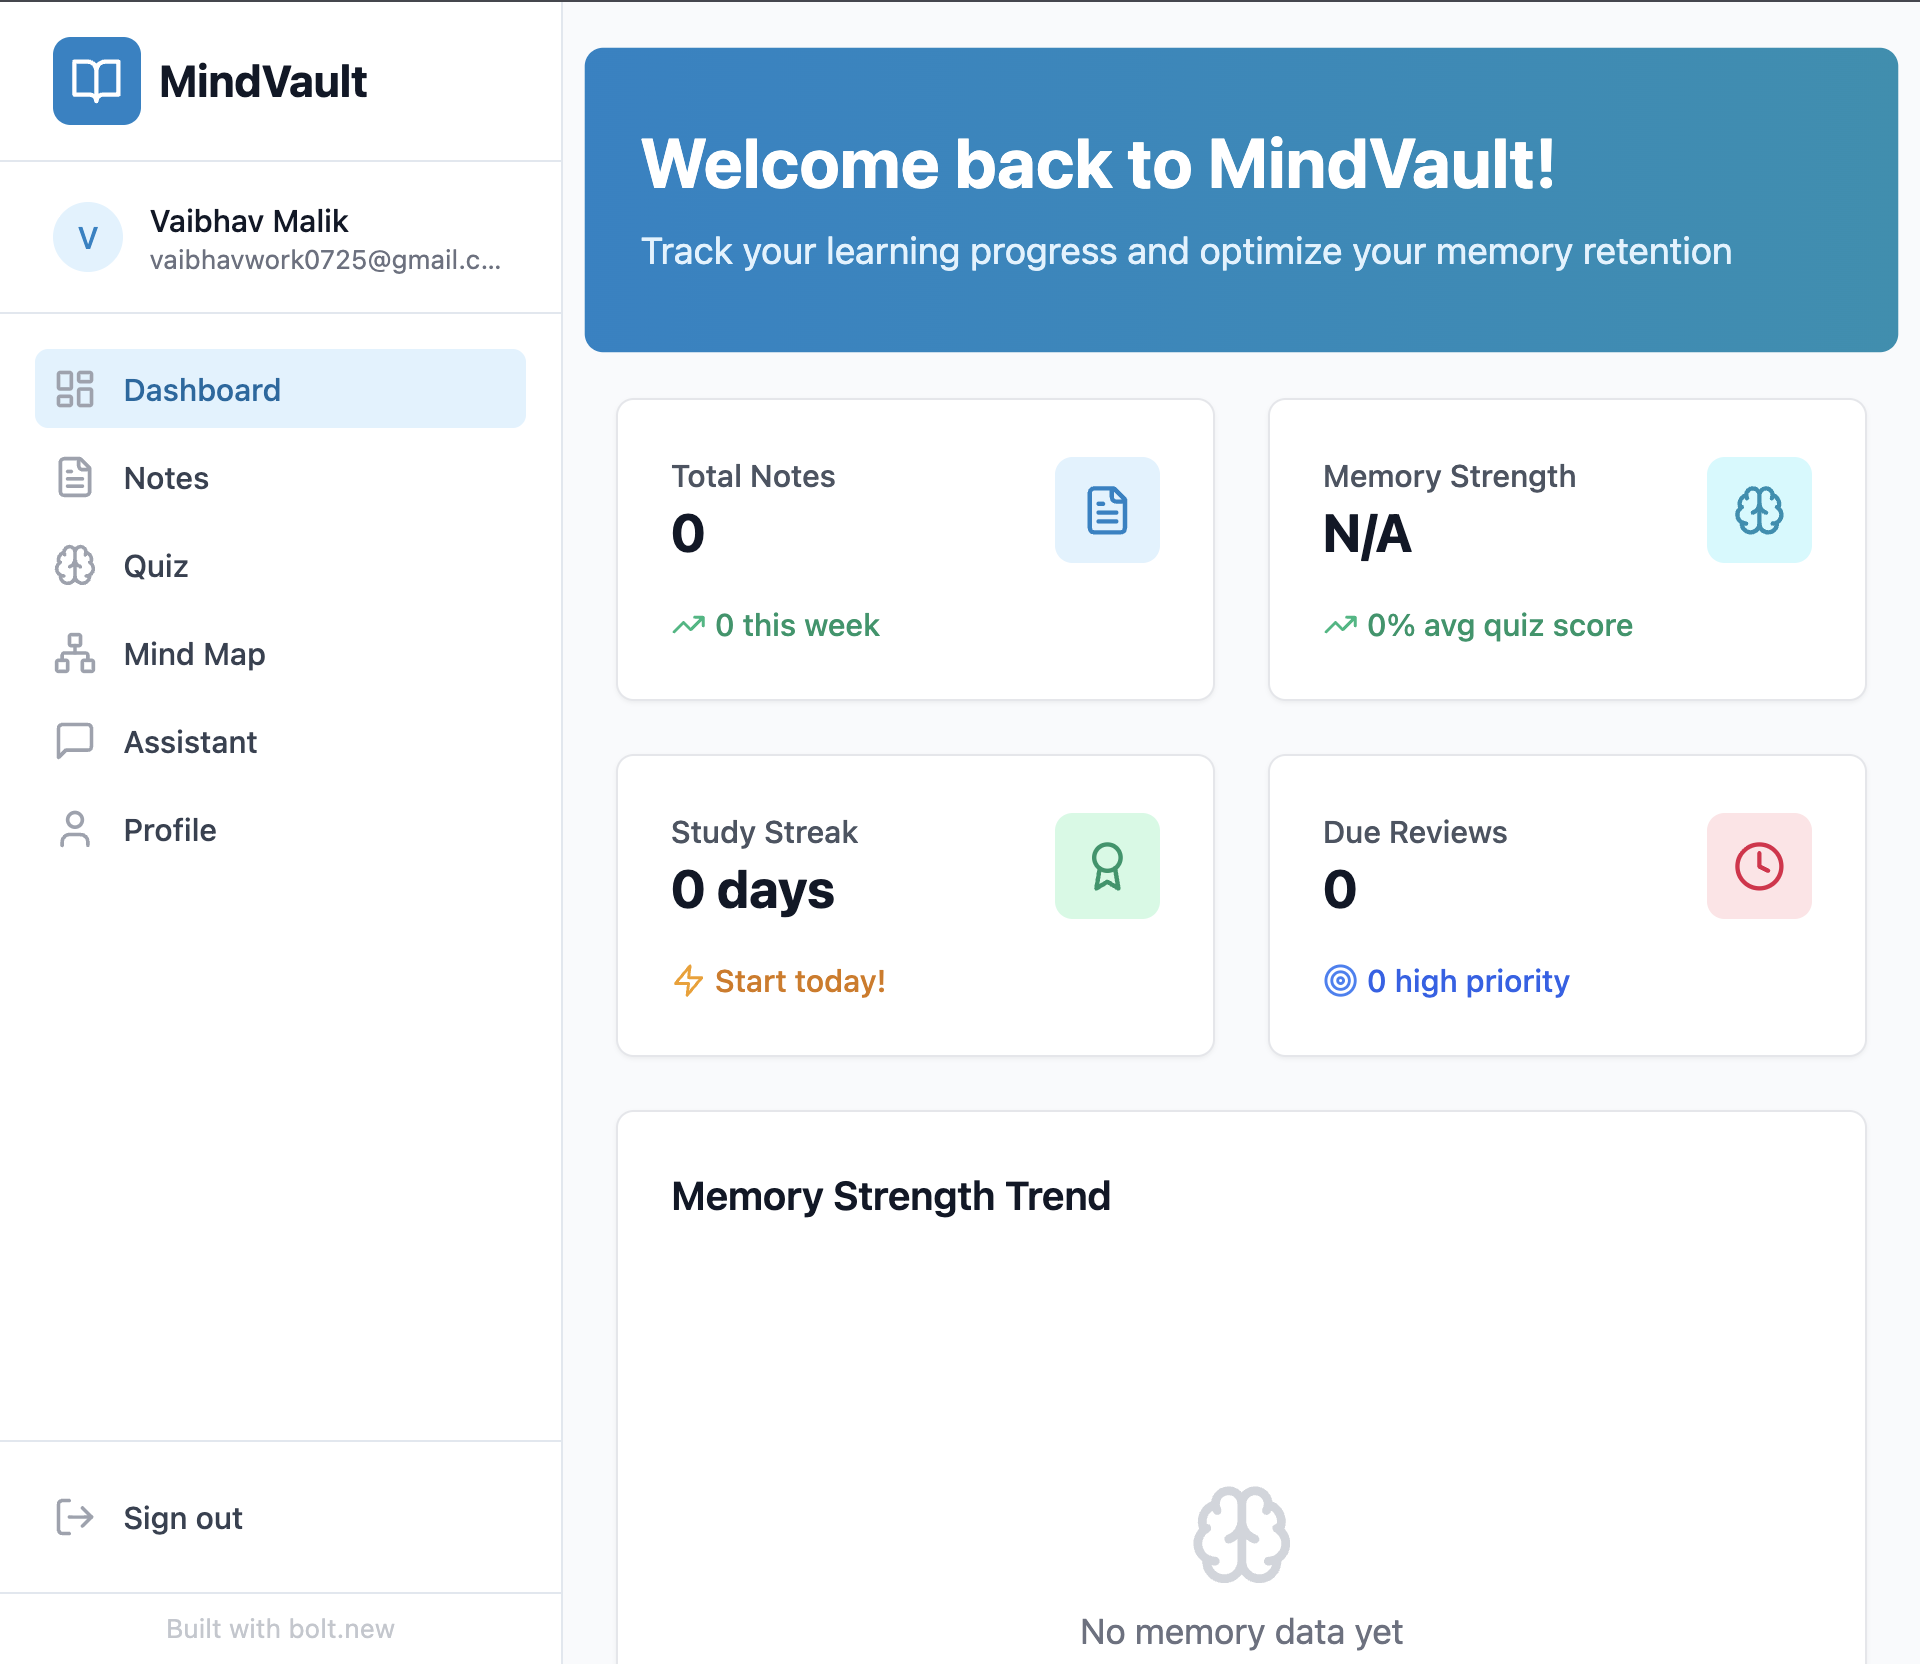 MindVault
V
Vaibhav Malik
vaibhavwork0725@gmail.c...
Dashboard
Notes
Quiz
Mind Map
Assistant
Profile
Sign out
Built with bolt.new
Welcome back to MindVault!
Track your learning progress and optimize your memory retention
Total Notes
0
0 this week
Memory Strength
N/A
0% avg quiz score
Study Streak
0 days
Start today!
Due Reviews
0
0 high priority
Memory Strength Trend
No memory data yet